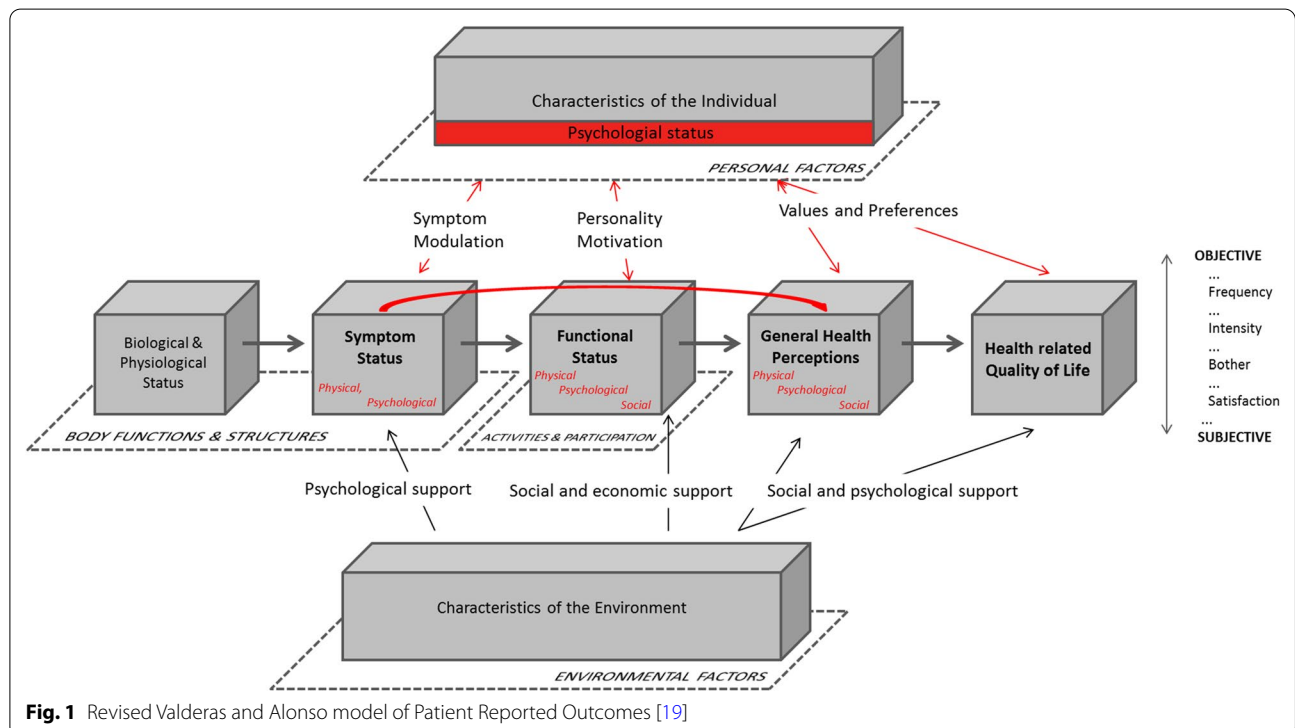 Characteristics of the Individual
Psychologial status
PERSONAL FACTORS
Symptom
Modulation
Personality
Motivation
Values and Preferences
Biological &
Physiological
Status
Symptom
Status
Physical,
Psychological
Functional
Status
Physical
Psychological
Social
General Health
Perceptions
Physical
Psychological
Social
Health related
Quality of Life
OBJECTIVE
...
Frequency
...
Intensity
...
Bother
...
Satisfaction
...
SUBJECTIVE
BODY FUNCTIONS & STRUCTURES
ACTIVITIES & PARTICIPATION
Psychological support
Social and economic support
Social and psychological support
Characteristics of the Environment
ENVIRONMENTAL FACTORS
Fig. 1 Revised Valderas and Alonso model of Patient Reported Outcomes [19]